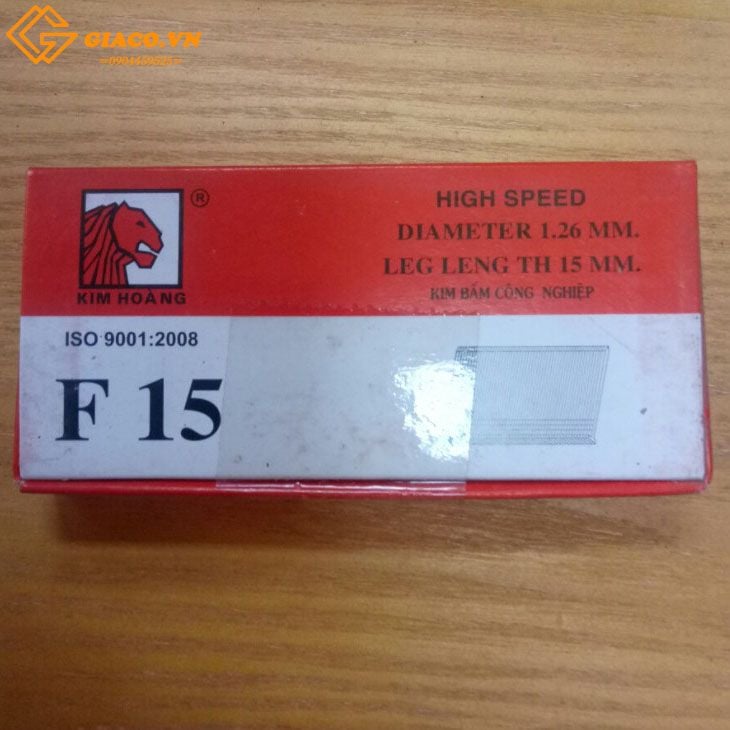 GIACO.VN
®
KIM HOÀNG
HIGH SPEED
DIAMETER 1.26 MM.
LEG LENG TH 15 MM.
KIM BẤM CÔNG NGHIỆP
ISO 9001:2008
F 15